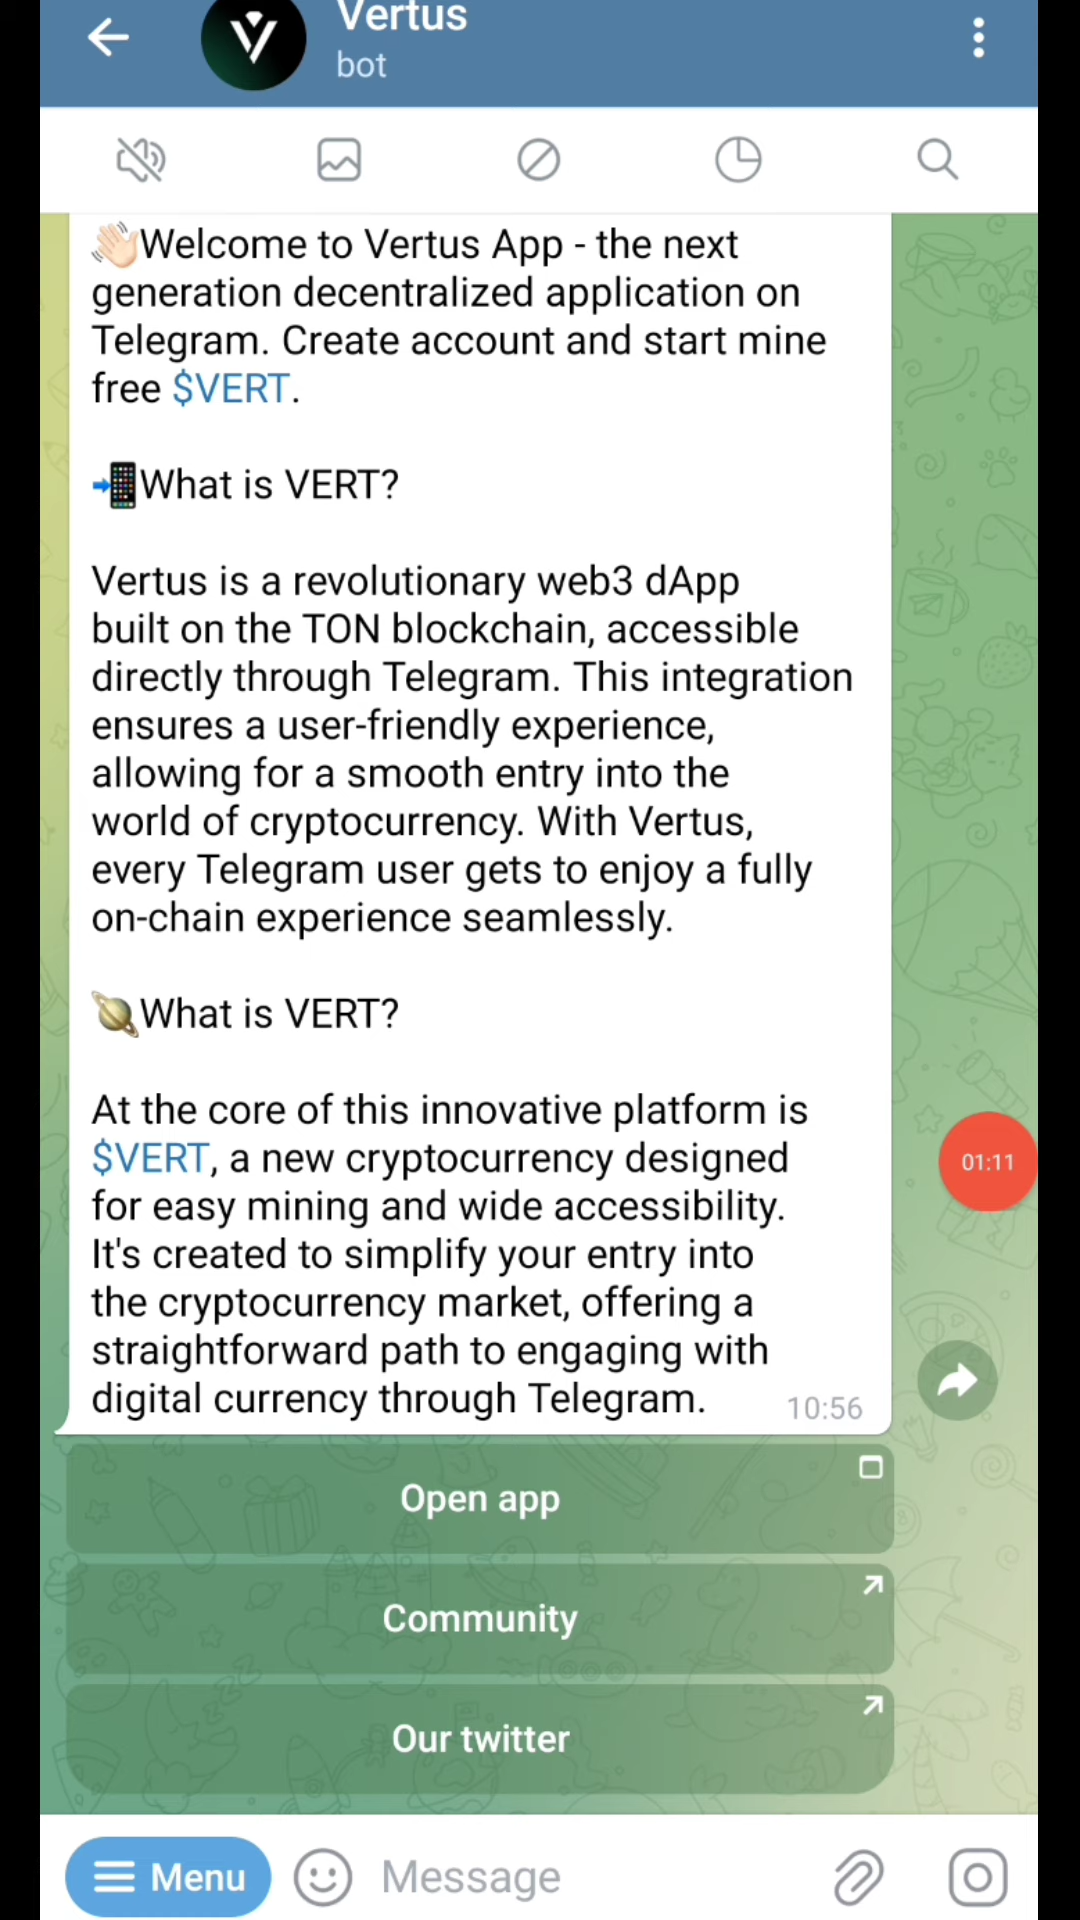 Vertus
bot
👋🏻Welcome to Vertus App - the next
generation decentralized application on
Telegram. Create account and start mine
free $VERT.
📲What is VERT?
Vertus is a revolutionary web3 dApp
built on the TON blockchain, accessible
directly through Telegram. This integration
ensures a user-friendly experience,
allowing for a smooth entry into the
world of cryptocurrency. With Vertus,
every Telegram user gets to enjoy a fully
on-chain experience seamlessly.
🪐What is VERT?
At the core of this innovative platform is
$VERT, a new cryptocurrency designed
for easy mining and wide accessibility.
It's created to simplify your entry into
the cryptocurrency market, offering a
straightforward path to engaging with
digital currency through Telegram.
10:56
01:11
Open app
Community
Our twitter
Menu
Message